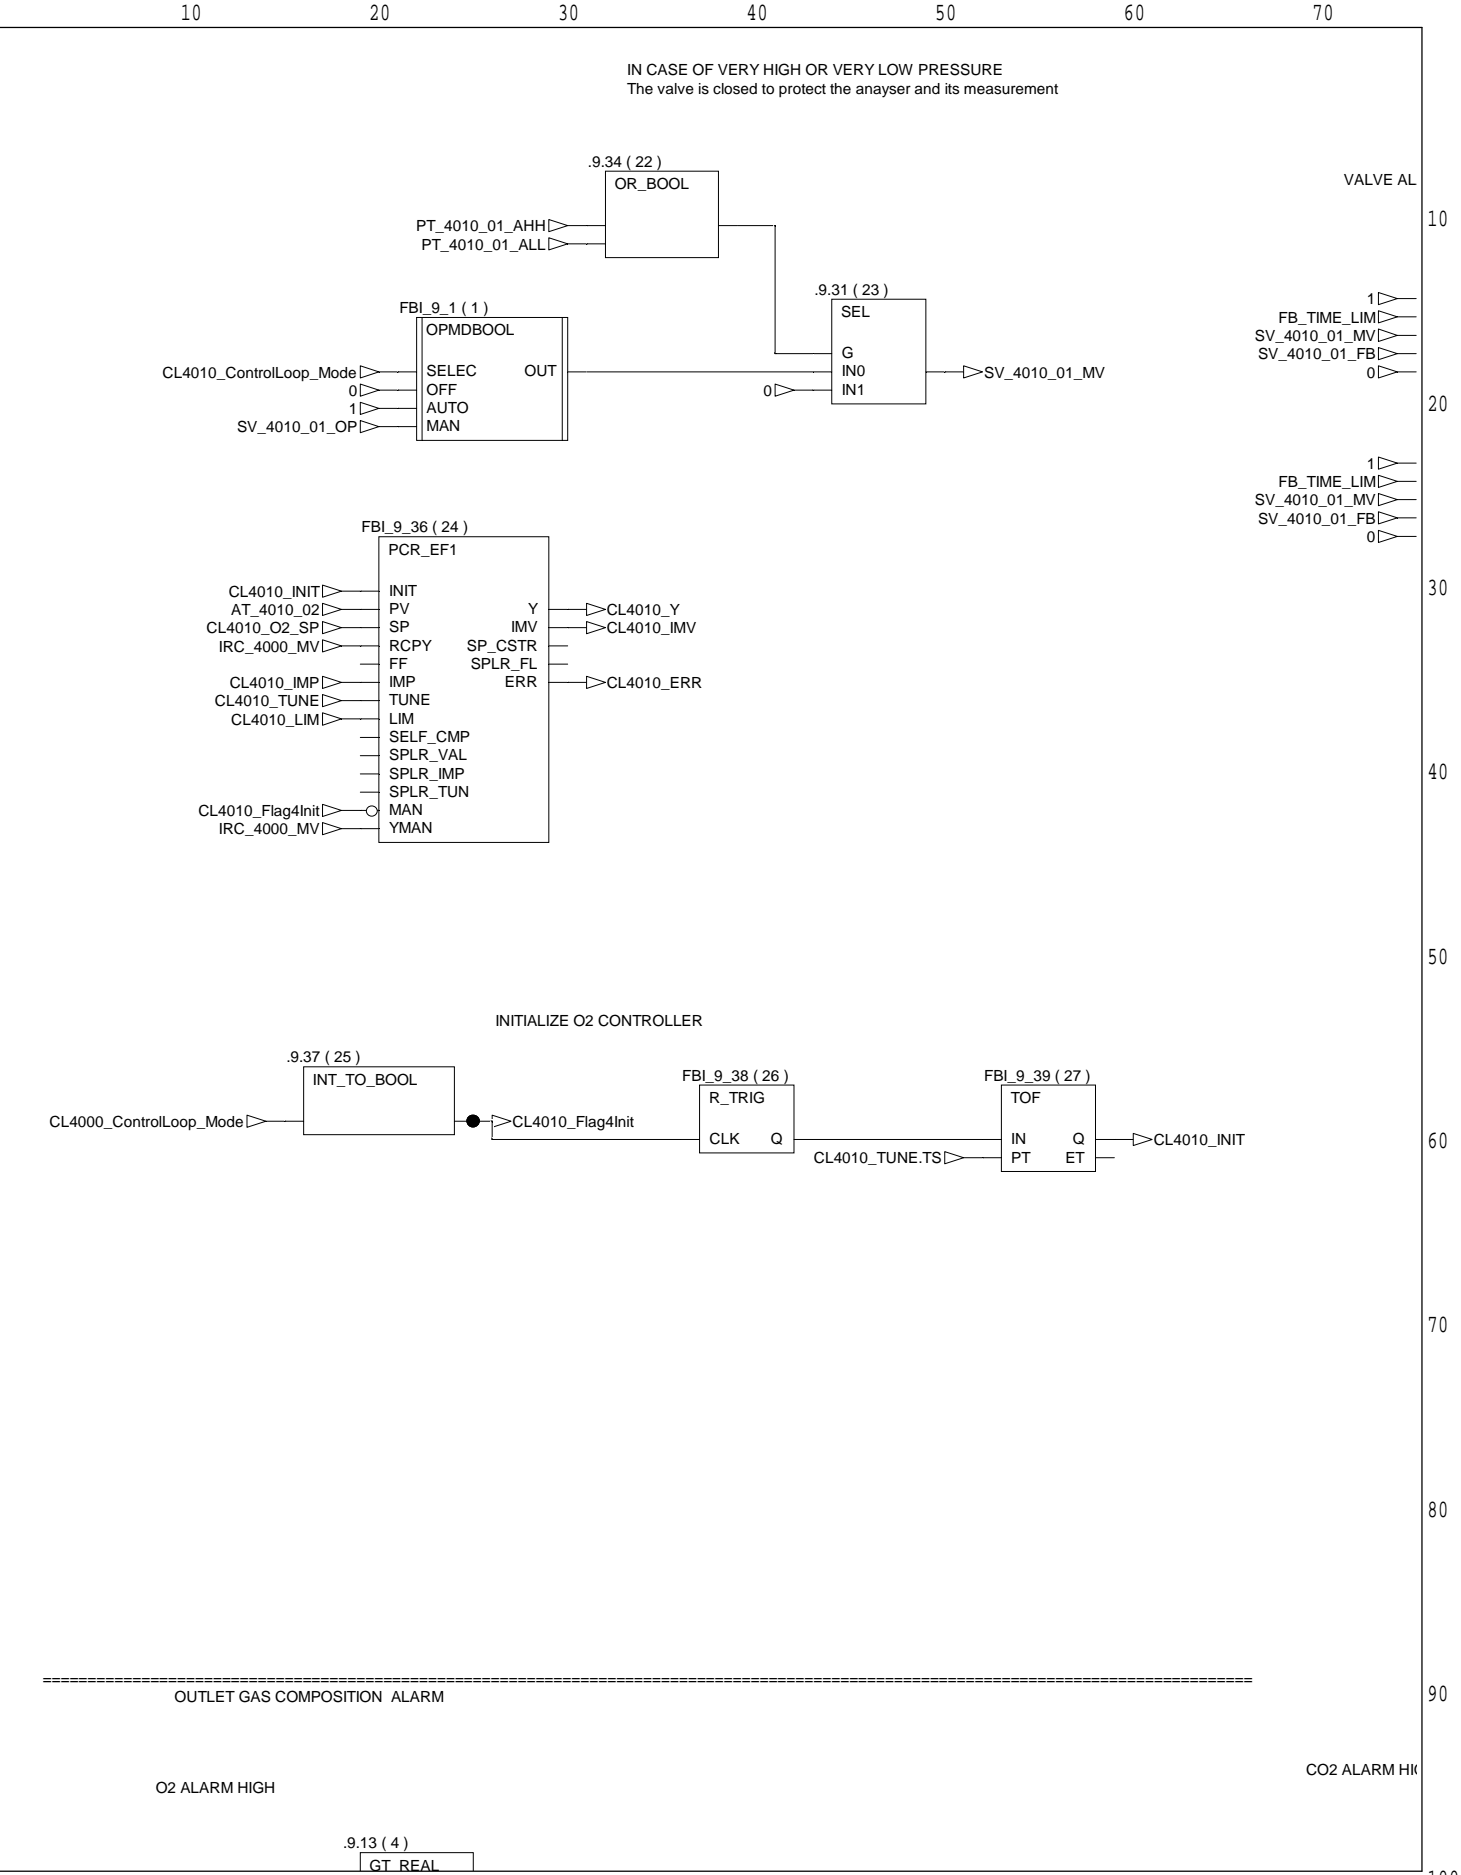 10 20 30 40 50 60 70
IN CASE OF VERY HIGH OR VERY LOW PRESSURE
The valve is closed to protect the anayser and its measurement
.9.34 ( 22 )
OR_BOOL
VALVE AL
PT_4010_01_AHH
10
PT_4010_01_ALL
.9.31 ( 23 )
FBI_9_1 ( 1 )
SEL
1
OPMDBOOL
FB_TIME_LIM
SV_4010_01_MV
G
SV_4010_01_FB
CL4010_ControlLoop_Mode SELEC OUT IN0 SV_4010_01_MV
0
0 OFF 0 IN1
1 AUTO
20
SV_4010_01_OP MAN
1
FB_TIME_LIM
SV_4010_01_MV
SV_4010_01_FB
0
FBI_9_36 ( 24 )
PCR_EF1
CL4010_INIT INIT
30
AT_4010_02 PV Y CL4010_Y
CL4010_O2_SP SP IMV CL4010_IMV
IRC_4000_MV RCPY SP_CSTR
FF SPLR_FL
CL4010_IMP IMP ERR CL4010_ERR
CL4010_TUNE TUNE
CL4010_LIM LIM
SELF_CMP
SPLR_VAL
SPLR_IMP
40
SPLR_TUN
CL4010_Flag4Init MAN
IRC_4000_MV YMAN
50
INITIALIZE O2 CONTROLLER
.9.37 ( 25 )
INT_TO_BOOL
FBI_9_38 ( 26 ) FBI_9_39 ( 27 )
R_TRIG TOF
CL4000_ControlLoop_Mode CL4010_Flag4Init
CLK Q IN Q CL4010_INIT
60
CL4010_TUNE.TS PT ET
70
80
========================================================================================================================================
90
OUTLET GAS COMPOSITION ALARM
CO2 ALARM HI
O2 ALARM HIGH
.9.13 ( 4 )
GT_REAL